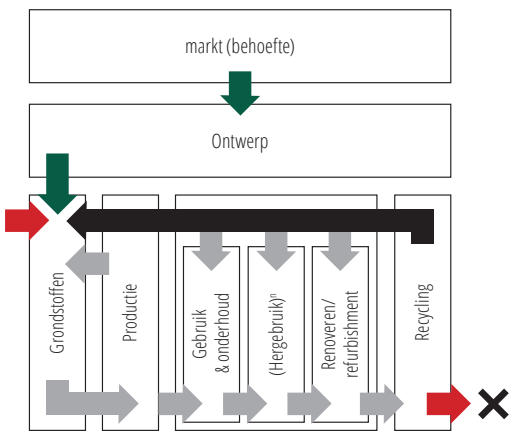 markt (behoefte)
Ontwerp
Grondstoffen
Productie
Gebruik
& onderhoud
(Hergebruik)ⁿ
Renoveren/
refurbishment
Recycling